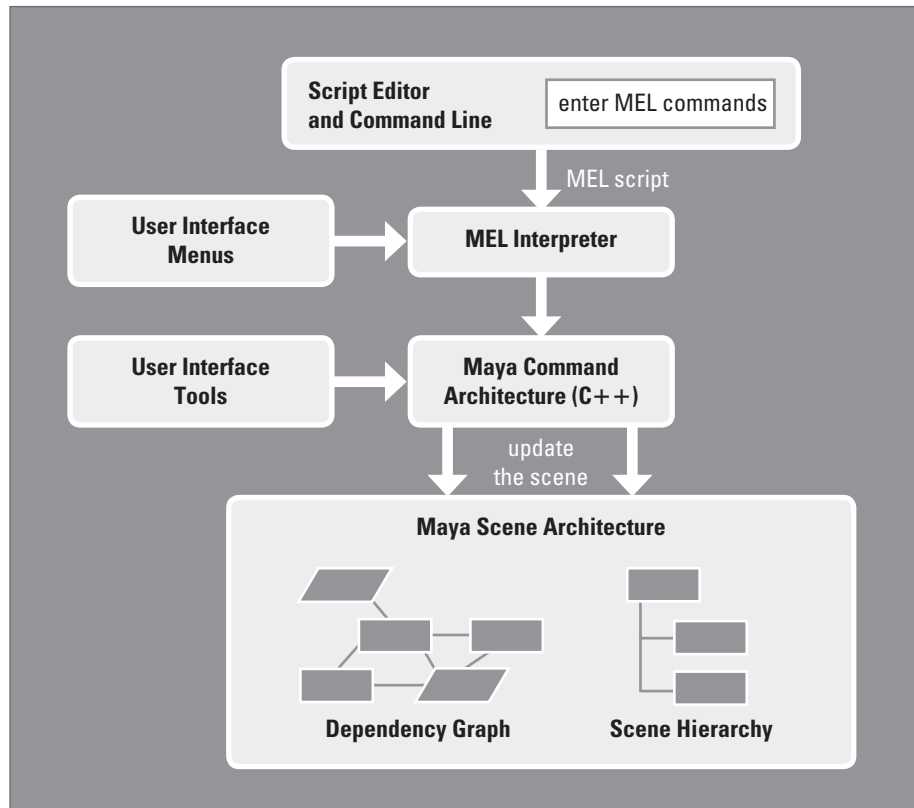 Script Editor
and Command Line
enter MEL commands
MEL script
User Interface
Menus
MEL Interpreter
User Interface
Tools
Maya Command
Architecture (C++)
update
the scene
Maya Scene Architecture
Dependency Graph
Scene Hierarchy